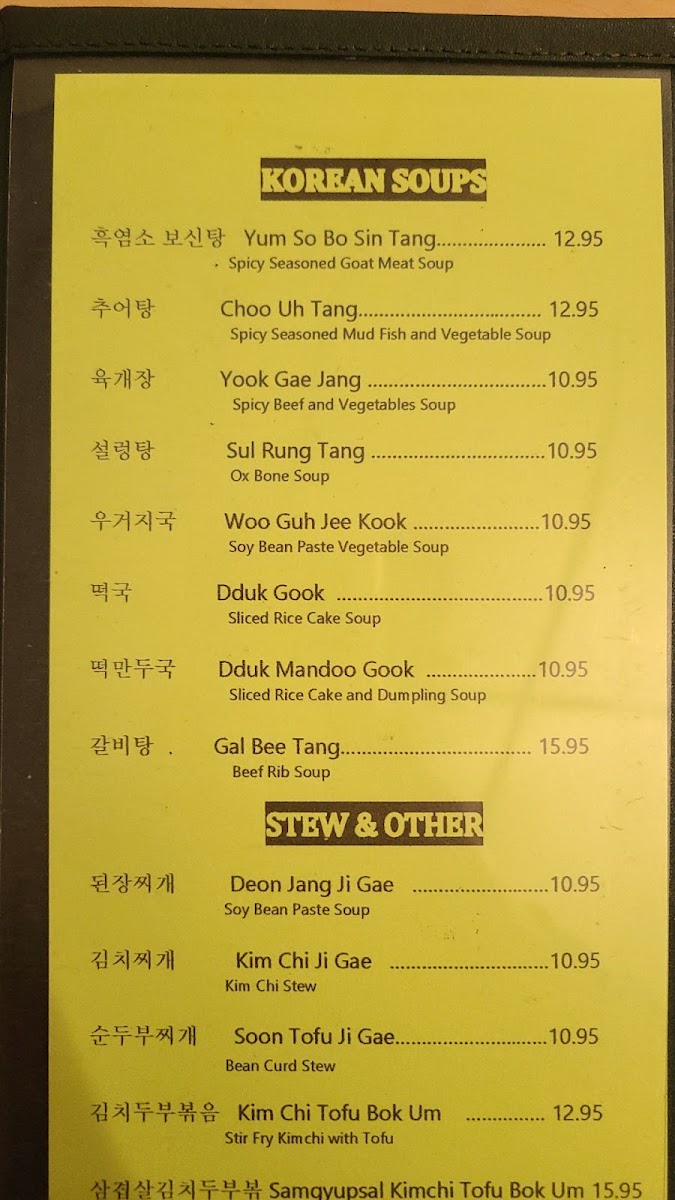 KOREAN SOUPS
흑염소 보신탕 Yum So Bo Sin Tang..................... 12.95
Spicy Seasoned Goat Meat Soup
추어탕 Choo Uh Tang................................... 12.95
Spicy Seasoned Mud Fish and Vegetable Soup
육개장 Yook Gae Jang ..................................10.95
Spicy Beef and Vegetables Soup
설렁탕 Sul Rung Tang .................................10.95
Ox Bone Soup
우거지국 Woo Guh Jee Kook ........................10.95
Soy Bean Paste Vegetable Soup
떡국 Dduk Gook .......................................10.95
Sliced Rice Cake Soup
떡만두국 Dduk Mandoo Gook .....................10.95
Sliced Rice Cake and Dumpling Soup
갈비탕 . Gal Bee Tang.................................... 15.95
Beef Rib Soup
STEW & OTHER
된장찌개 Deon Jang Ji Gae ..........................10.95
Soy Bean Paste Soup
김치찌개 Kim Chi Ji Gae ..............................10.95
Kim Chi Stew
순두부찌개 Soon Tofu Ji Gae.............................10.95
Bean Curd Stew
김치두부볶음 Kim Chi Tofu Bok Um ............... 12.95
Stir Fry Kimchi with Tofu
삼겹살김치두부볶 Samgyupsal Kimchi Tofu Bok Um 15.95